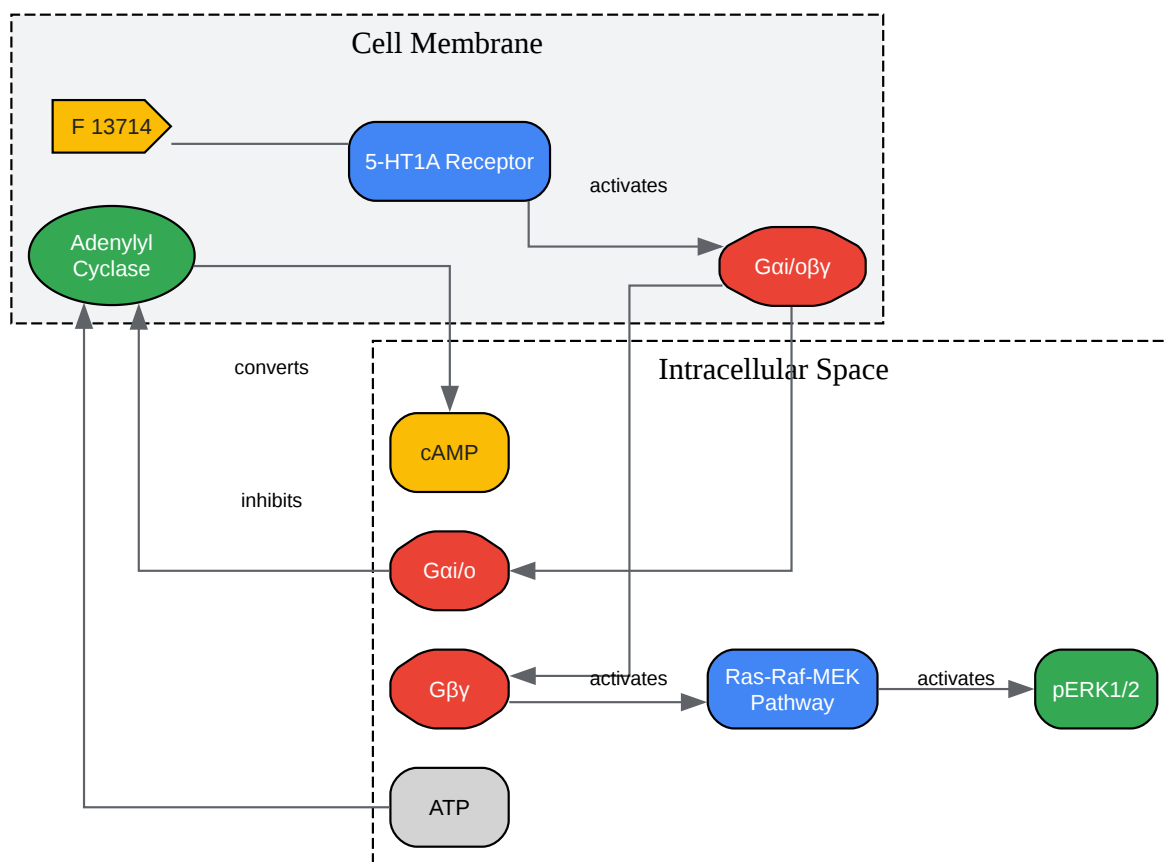 Cell Membrane
F 13714
5-HT1A Receptor
activates
Adenylyl
Cyclase
Gαi/oβγ
converts
Intracellular Space
cAMP
inhibits
Gαi/o
Gβγ
activates
Ras-Raf-MEK
Pathway
activates
pERK1/2
ATP